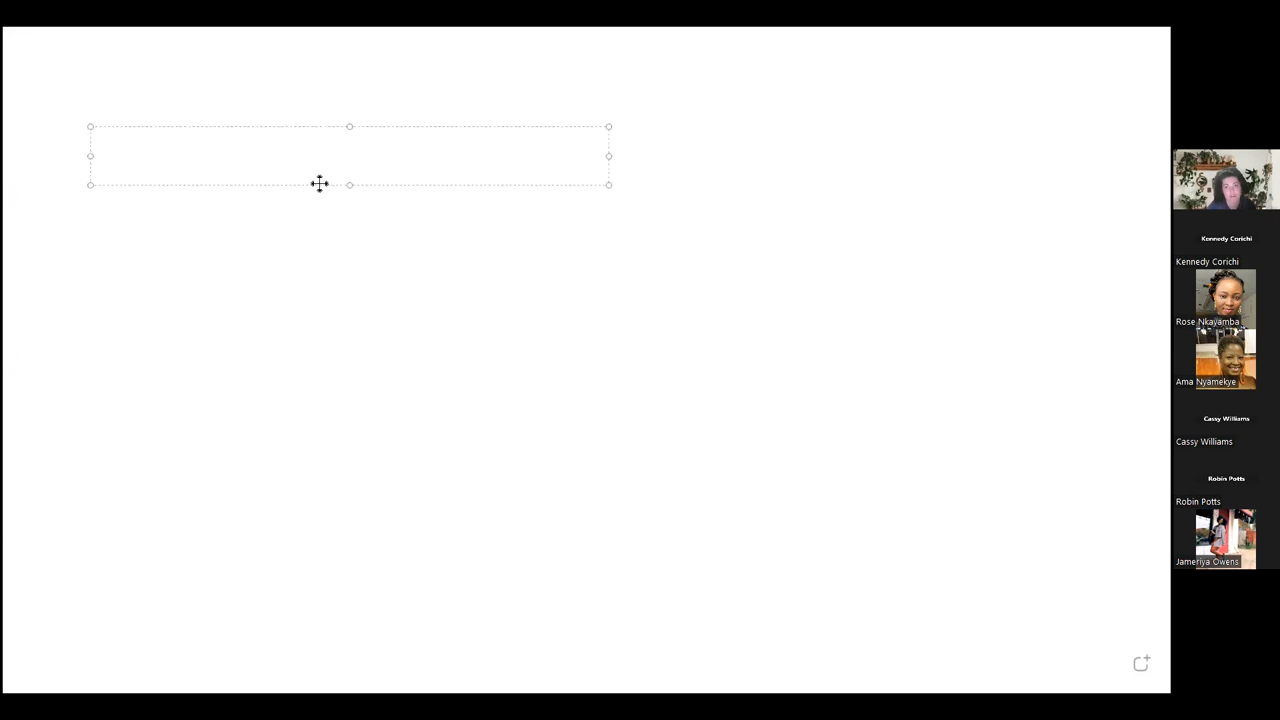 Kennedy Corichi
Kennedy Corichi
Rose Nkayamba
Ama Nyamekye
Cassy Williams
Cassy Williams
Robin Potts
Robin Potts
Jameriya Owens